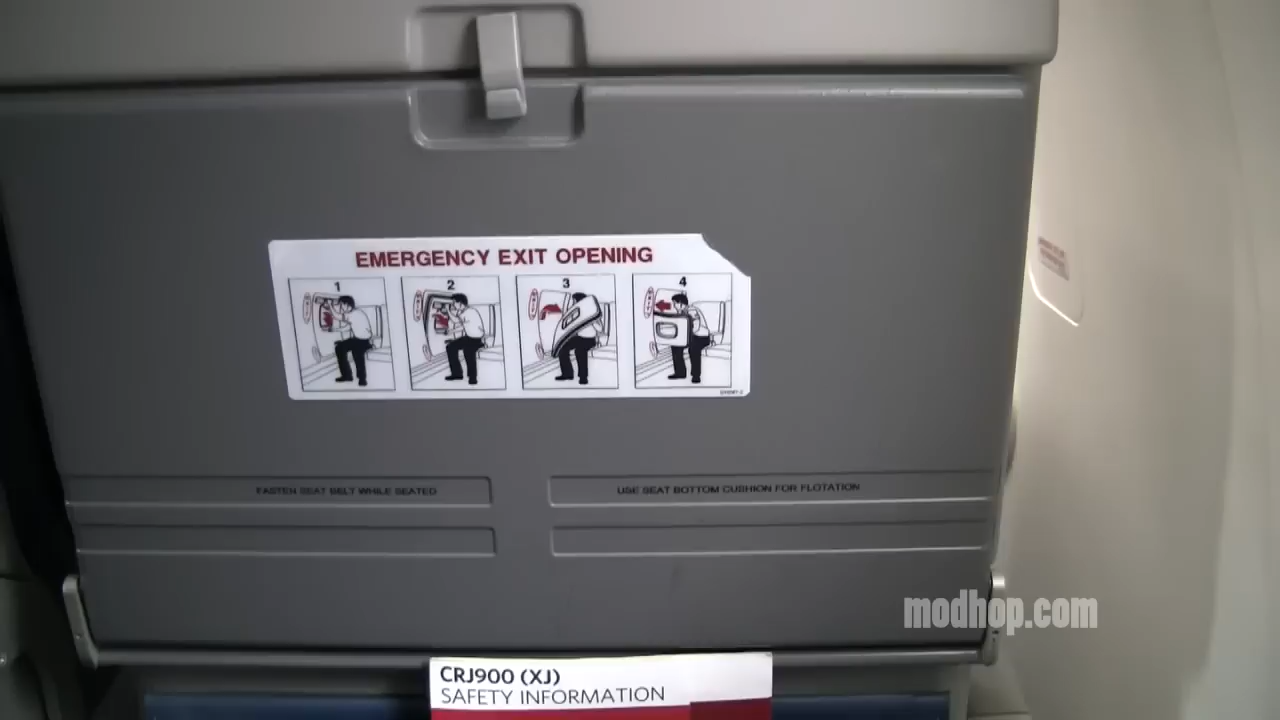 EMERGENCY EXIT OPENING
1 2 3 4
FASTEN SEAT BELT WHILE SEATED
USE SEAT BOTTOM CUSHION FOR FLOTATION
modhop.com
CRJ900 (XJ)
SAFETY INFORMATION